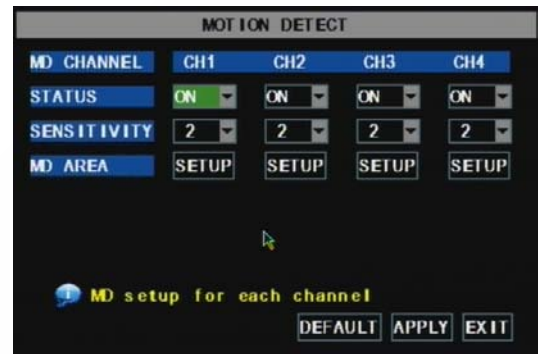 MOTION DETECT
MD CHANNEL CH1 CH2 CH3 CH4
STATUS ON ON ON ON
SENSITIVITY 2 2 2 2
MD AREA SETUP SETUP SETUP SETUP
MD setup for each channel
DEFAULT APPLY EXIT